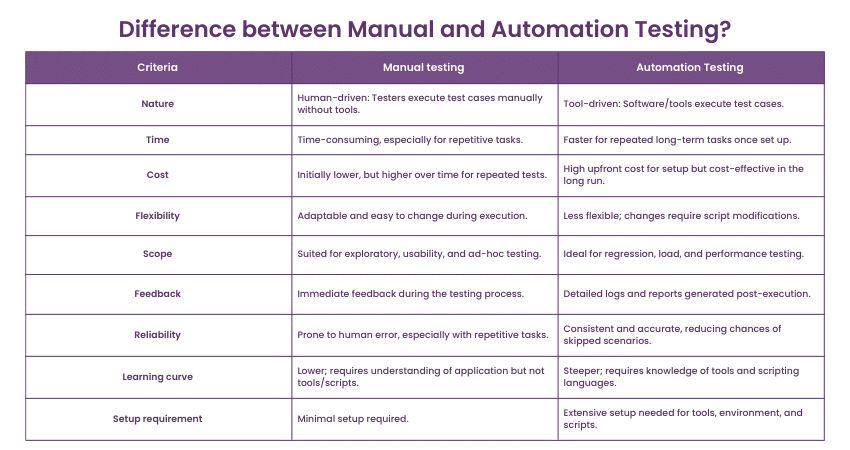 Difference between Manual and Automation Testing?
Criteria
Manual testing
Automation Testing
Nature
Human-driven: Testers execute test cases manually
without tools.
Tool-driven: Software/tools execute test cases.
Time
Time-consuming, especially for repetitive tasks.
Faster for repeated long-term tasks once set up.
Cost
Initially lower, but higher over time for repeated tests.
High upfront cost for setup but cost-effective in the
long run.
Flexibility
Adaptable and easy to change during execution.
Less flexible; changes require script modifications.
Scope
Suited for exploratory, usability, and ad-hoc testing.
Ideal for regression, load, and performance testing.
Feedback
Immediate feedback during the testing process.
Detailed logs and reports generated post-execution.
Reliability
Prone to human error, especially with repetitive tasks.
Consistent and accurate, reducing chances of
skipped scenarios.
Learning curve
Lower; requires understanding of application but not
tools/scripts.
Steeper; requires knowledge of tools and scripting
languages.
Setup requirement
Minimal setup required.
Extensive setup needed for tools, environment, and
scripts.